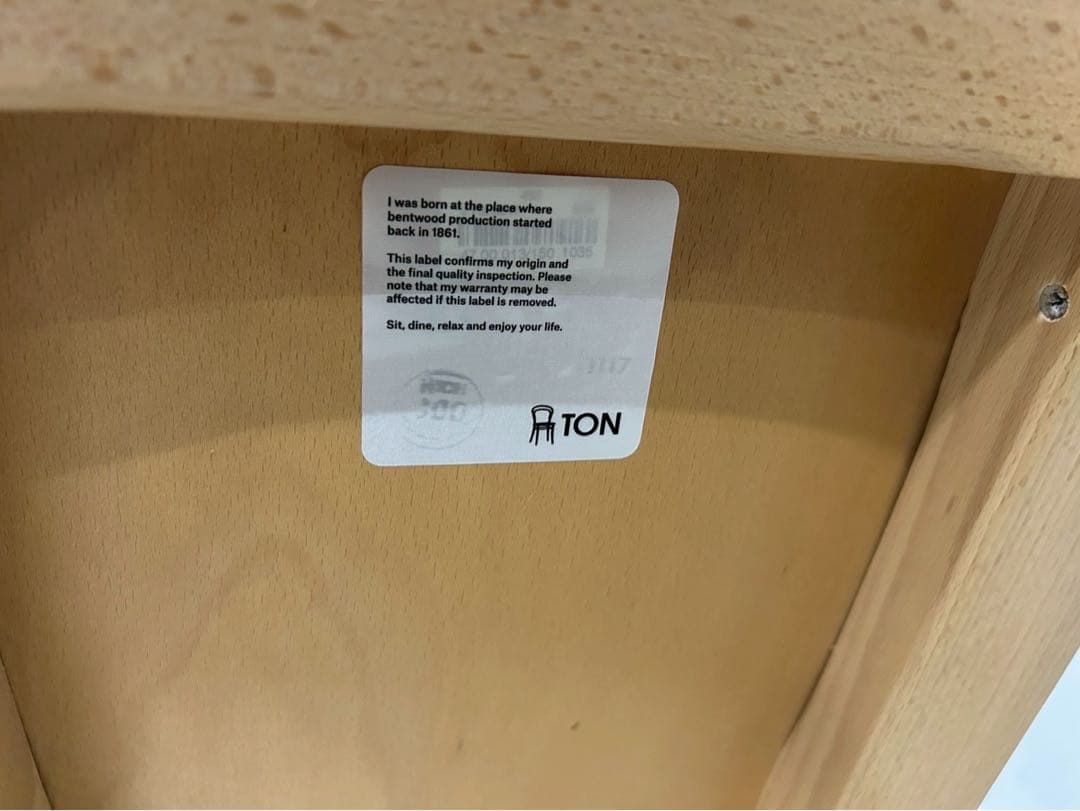 I was born at the place where
bentwood production started
back in 1861.
This label confirms my origin and
the final quality inspection. Please
note that my warranty may be
affected if this label is removed.
Sit, dine, relax and enjoy your life.
TON